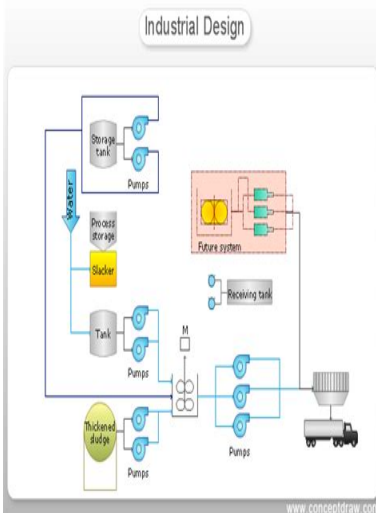 Industrial Design
Storage
tank
Pumps
Water
Process
storage
Slacker
Future system
Receiving tank
Tank
Pumps
M
Thickened
sludge
Pumps
Pumps
www.conceptdraw.com